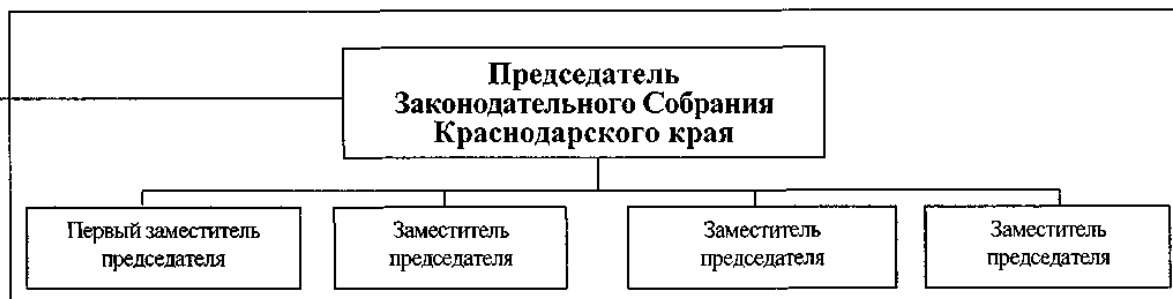 Председатель
Законодательного Собрания
Краснодарского края
Первый заместитель
председателя
Заместитель
председателя
Заместитель
председателя
Заместитель
председателя